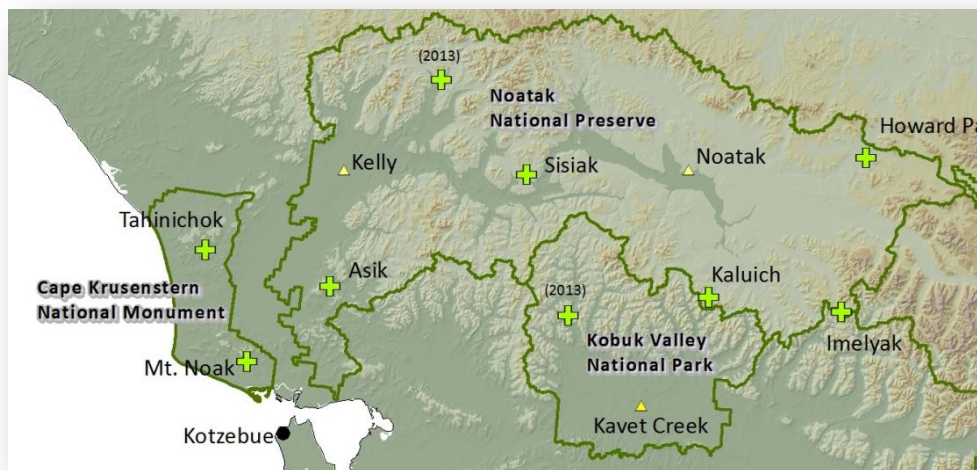 (2013)
Noatak
National Preserve
Howard Pa
Kelly
Sisiak
Noatak
Tahinichok
Asik
Kaluich
Cape Krusenstern
National Monument
(2013)
Kobuk Valley
National Park
Imelyak
Mt. Noak
Kavet Creek
Kotzebue